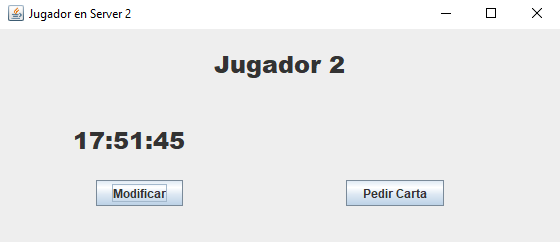 Jugador en Server 2
Jugador 2
17:51:45
Modificar
Pedir Carta